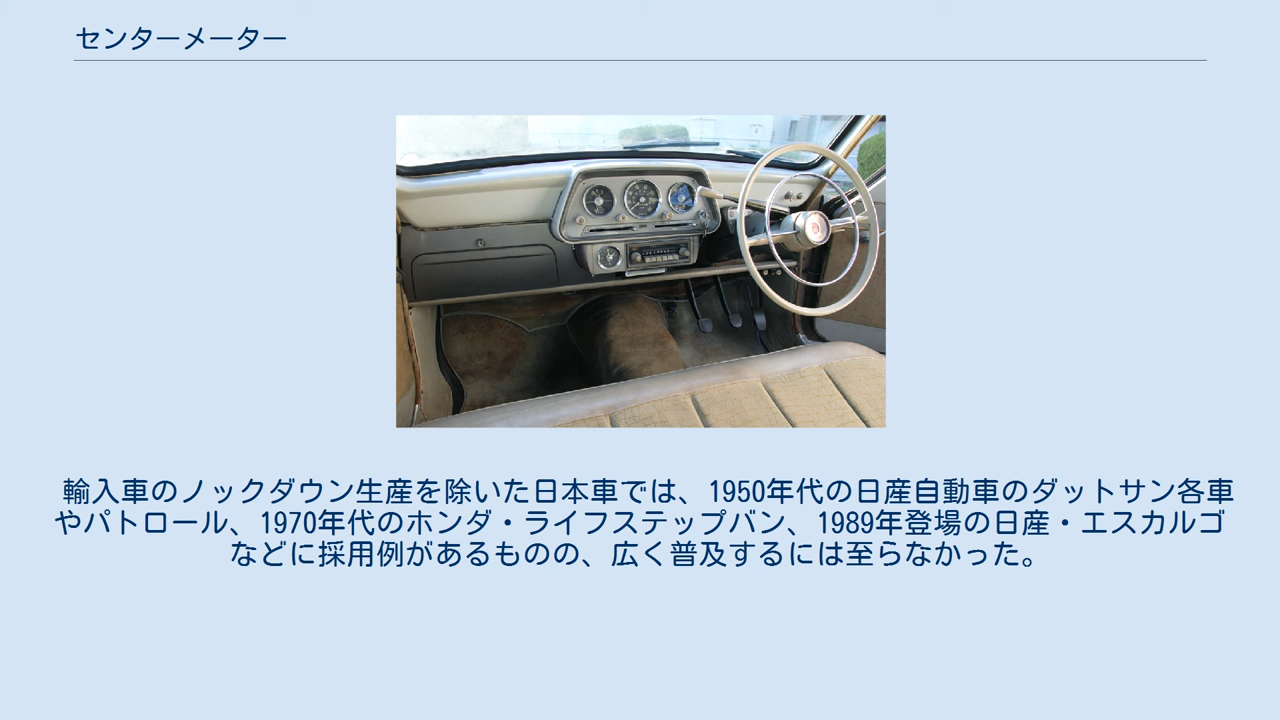 センターメーター
輸入車のノックダウン生産を除いた日本車では、1950年代の日産自動車のダットサン各車
やパトロール、1970年代のホンダ・ライフステップバン、1989年登場の日産・エスカルゴ
などに採用例があるものの、広く普及するには至らなかった。